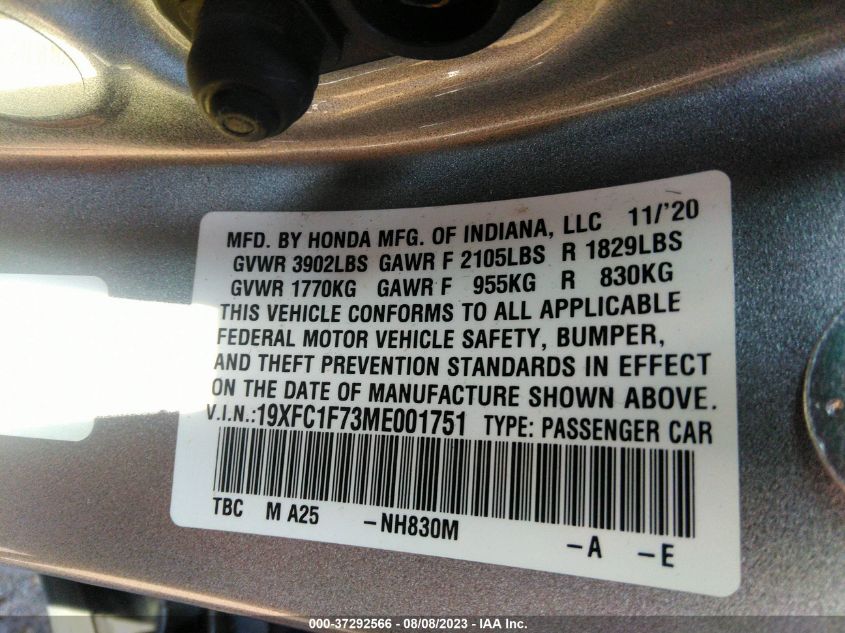 MFD. BY HONDA MFG. OF INDIANA, LLC 11/'20
GVWR 3902LBS GAWR F 2105LBS R 1829LBS
GVWR 1770KG GAWR F 955KG R 830KG
THIS VEHICLE CONFORMS TO ALL APPLICABLE
FEDERAL MOTOR VEHICLE SAFETY, BUMPER,
AND THEFT PREVENTION STANDARDS IN EFFECT
ON THE DATE OF MANUFACTURE SHOWN ABOVE.
V.I.N.:19XFC1F73ME001751 TYPE: PASSENGER CAR
TBC M A25 -NH830M -A -E
000-37292566 - 08/08/2023 - IAA Inc.